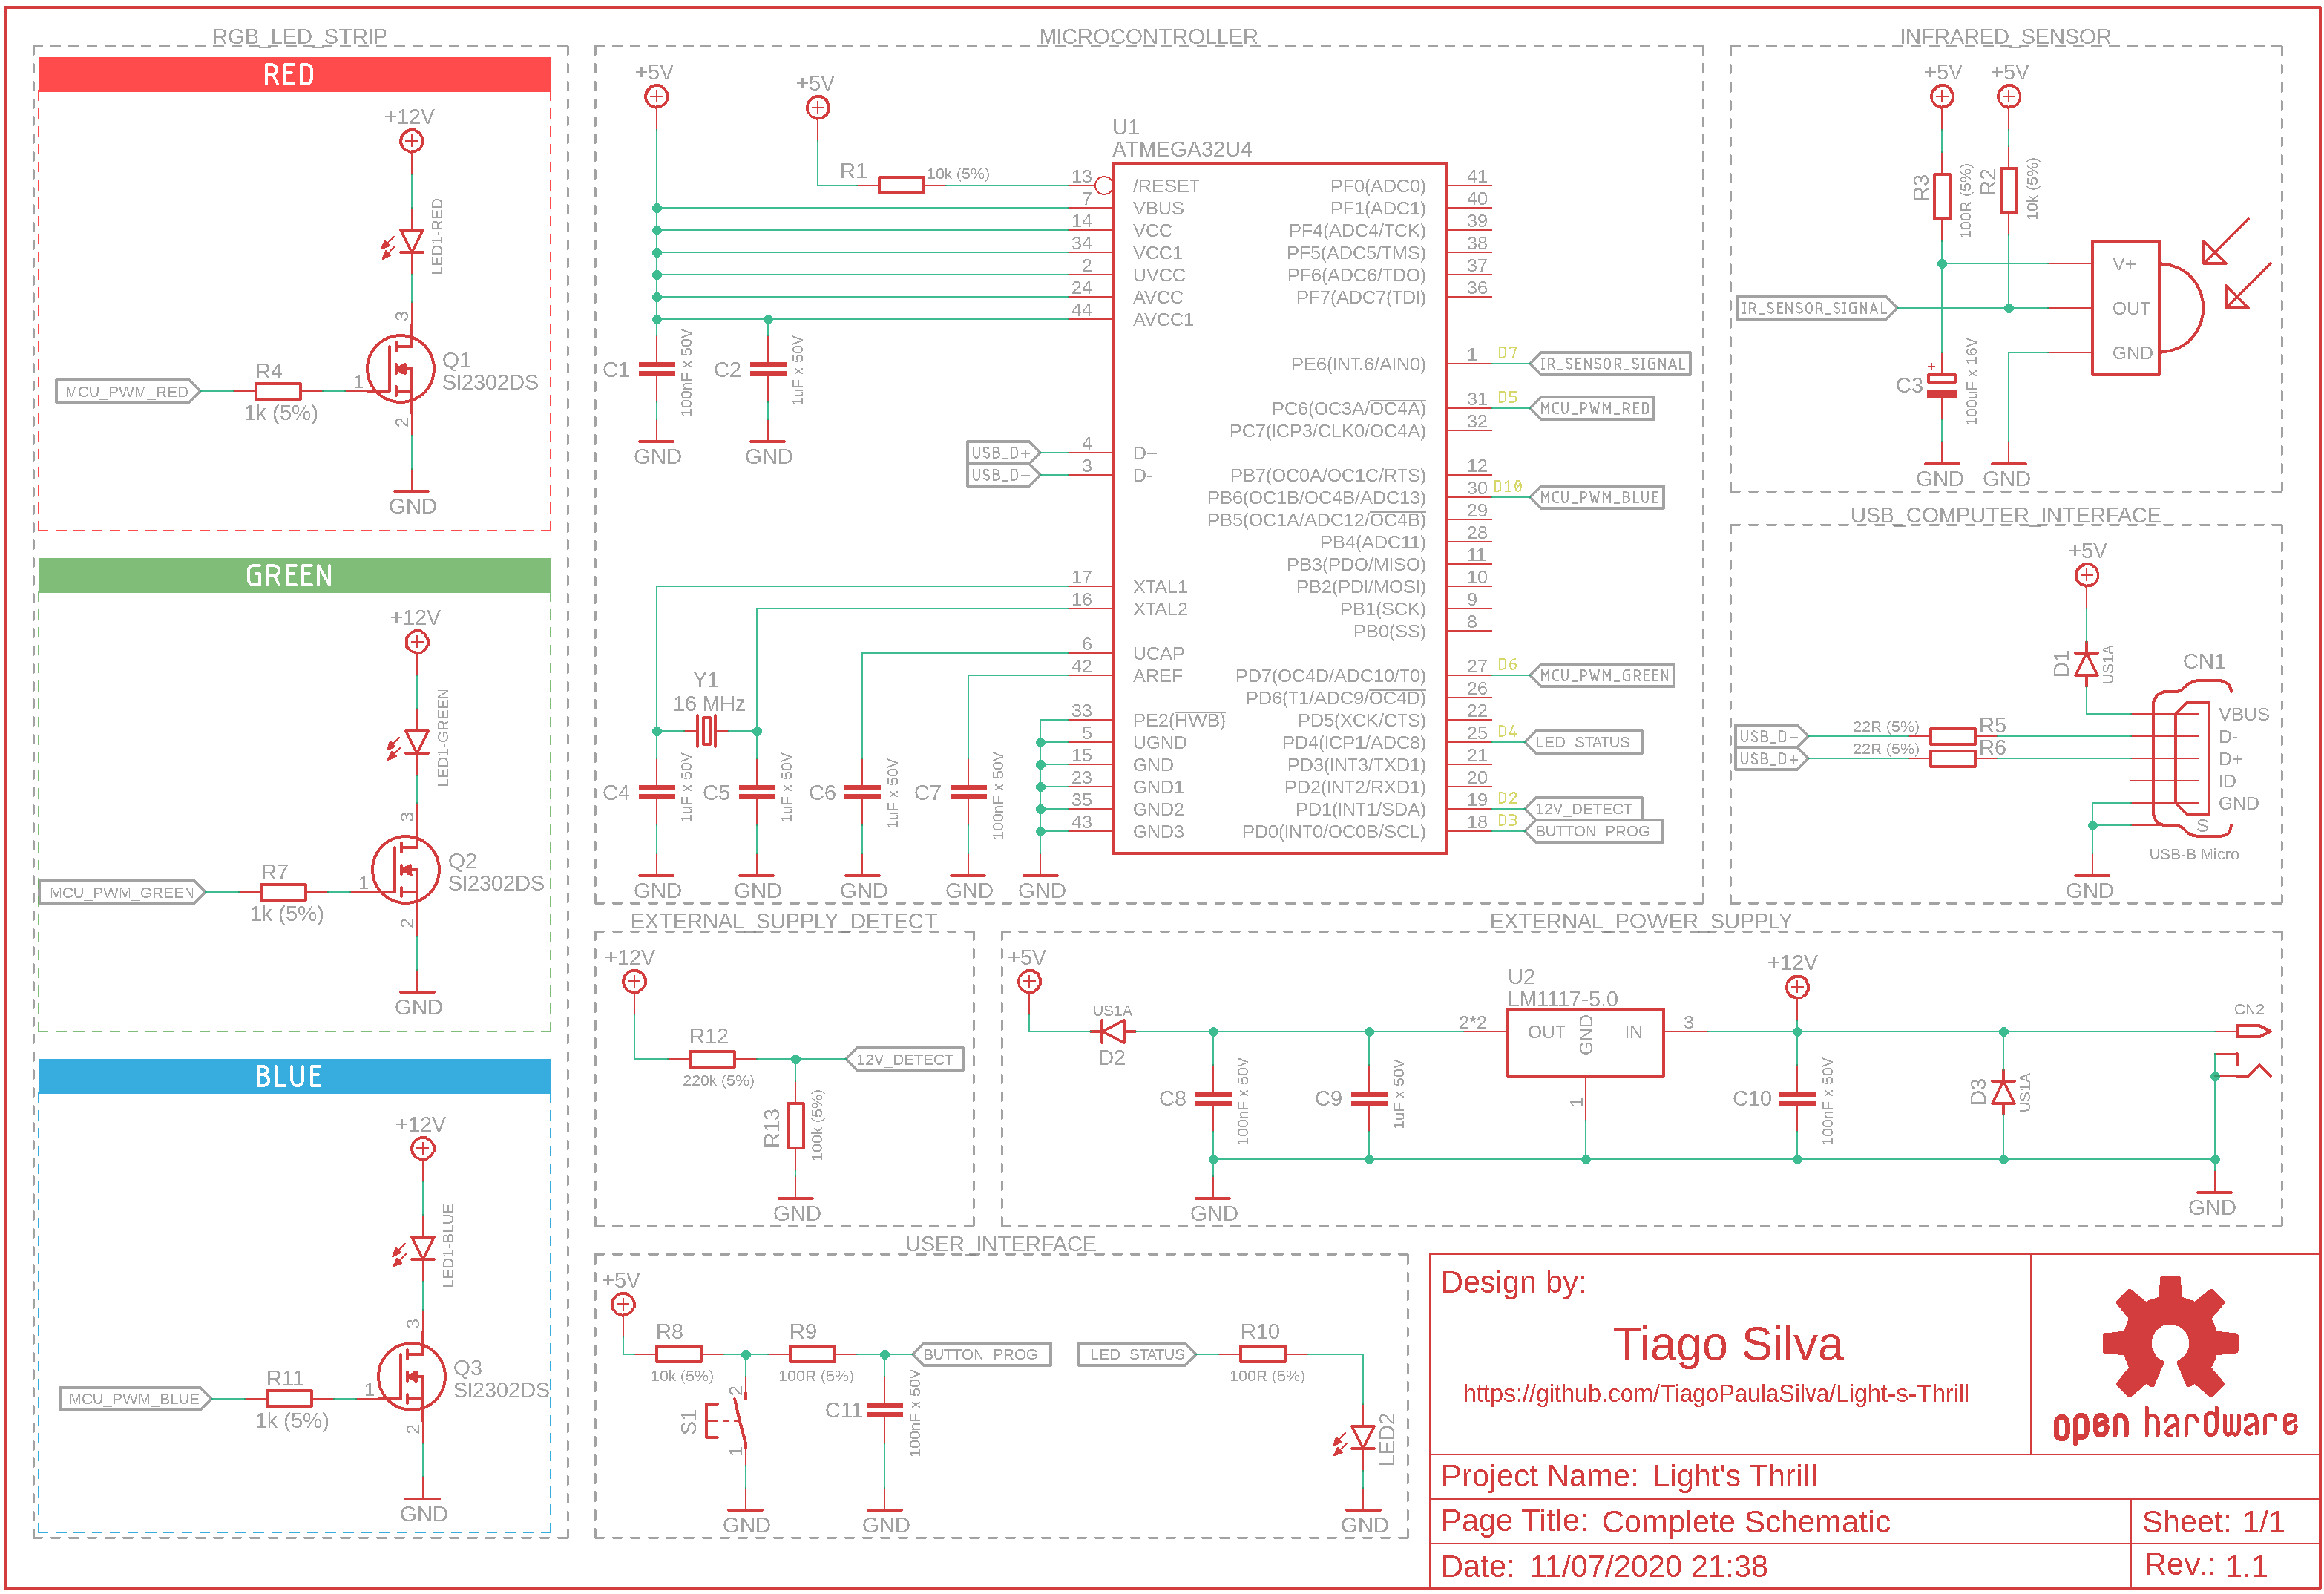 RGB_LED_STRIP
RED
+12V
LED1-RED
3
Q1
SI2302DS
R4
1k (5%)
MCU_PWM_RED
1
2
GND
GREEN
+12V
LED1-GREEN
3
Q2
SI2302DS
R7
1k (5%)
MCU_PWM_GREEN
1
2
GND
BLUE
+12V
LED1-BLUE
3
Q3
SI2302DS
R11
1k (5%)
MCU_PWM_BLUE
1
2
GND
MICROCONTROLLER
+5V
+5V
R1
10k (5%)
U1
ATMEGA32U4
13 /RESET
7 VBUS
14 VCC
34 VCC1
2 UVCC
24 AVCC
44 AVCC1
C1
100nF x 50V
GND
C2
1uF x 50V
GND
USB_D+ 4 D+
USB_D- 3 D-
17 XTAL1
16 XTAL2
6 UCAP
42 AREF
33 PE2(HWB)
5 UGND
15 GND
23 GND1
35 GND2
43 GND3
Y1
16 MHz
C4
1uF x 50V
GND
C5
1uF x 50V
GND
C6
1uF x 50V
GND
C7
100nF x 50V
GND
GND
PF0(ADC0) 41
PF1(ADC1) 40
PF4(ADC4/TCK) 39
PF5(ADC5/TMS) 38
PF6(ADC6/TDO) 37
PF7(ADC7(TDI) 36
PE6(INT.6/AIN0) 1 D7 IR_SENSOR_SIGNAL
PC6(OC3A/OC4A) 31 D5 MCU_PWM_RED
PC7(ICP3/CLK0/OC4A) 32
PB7(OC0A/OC1C/RTS) 12
PB6(OC1B/OC4B/ADC13) 30 D10 MCU_PWM_BLUE
PB5(OC1A/ADC12/OC4B) 29
PB4(ADC11) 28
PB3(PDO/MISO) 11
PB2(PDI/MOSI) 10
PB1(SCK) 9
PB0(SS) 8
PD7(OC4D/ADC10/T0) 27 D6 MCU_PWM_GREEN
PD6(T1/ADC9/OC4D) 26
PD5(XCK/CTS) 22
PD4(ICP1/ADC8) 25 D4 LED_STATUS
PD3(INT3/TXD1) 21
PD2(INT2/RXD1) 20
PD1(INT1/SDA) 19 D2 12V_DETECT
PD0(INT0/OC0B/SCL) 18 D3 BUTTON_PROG
INFRARED_SENSOR
+5V
+5V
R3
100R (5%)
R2
10k (5%)
V+
IR_SENSOR_SIGNAL
OUT
GND
C3
+
100uF x 16V
GND
GND
USB_COMPUTER_INTERFACE
+5V
D1
US1A
CN1
VBUS
USB_D- 22R (5%) R5 D-
USB_D+ 22R (5%) R6 D+
ID
GND
S
USB-B Micro
GND
EXTERNAL_SUPPLY_DETECT
+12V
R12
220k (5%)
12V_DETECT
R13
100k (5%)
GND
EXTERNAL_POWER_SUPPLY
+5V
US1A
D2
C8
100nF x 50V
C9
1uF x 50V
U2
LM1117-5.0
2*2 OUT GND IN 3
1
+12V
C10
100nF x 50V
D3
US1A
CN2
GND
GND
USER_INTERFACE
+5V
R8
10k (5%)
R9
100R (5%)
BUTTON_PROG
S1
2
1
C11
100nF x 50V
GND
GND
LED_STATUS
R10
100R (5%)
LED2
GND
Design by:
Tiago Silva
https://github.com/TiagoPaulaSilva/Light-s-Thrill
open hardware
Project Name: Light's Thrill
Page Title: Complete Schematic
Sheet: 1/1
Date: 11/07/2020 21:38
Rev.: 1.1